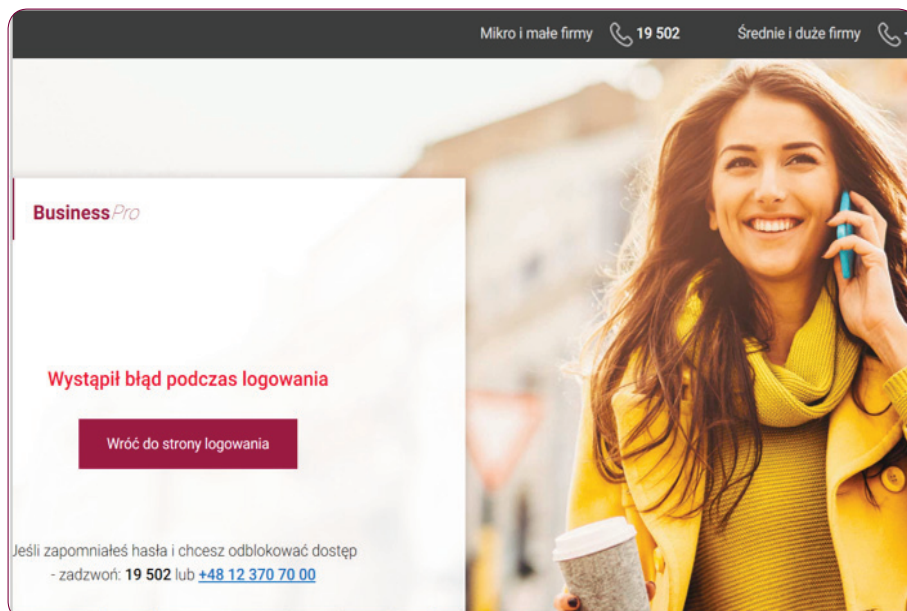 Mikro i małe firmy 19 502 Średnie i duże firmy
BusinessPro
Wystąpił błąd podczas logowania
Wróć do strony logowania
Jeśli zapomniałeś hasła i chcesz odblokować dostęp
- zadzwoń: 19 502 lub +48 12 370 70 00